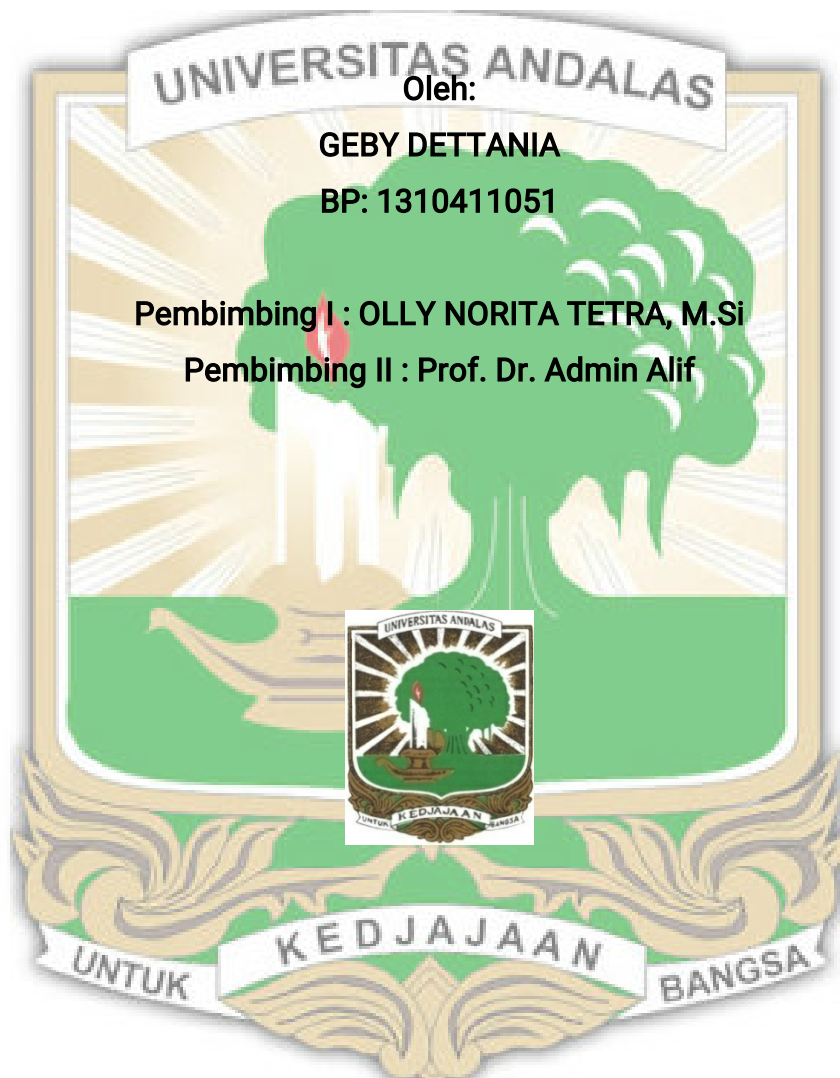 UNIVERSITAS ANDALAS
Oleh:
GEBY DETTANIA
BP: 1310411051
Pembimbing I : OLLY NORITA TETRA, M.Si
Pembimbing II : Prof. Dr. Admin Alif
UNIVERSITAS ANDALAS
UNTUK KEDJAJAAN BANGSA
UNTUK KEDJAJAAN BANGSA